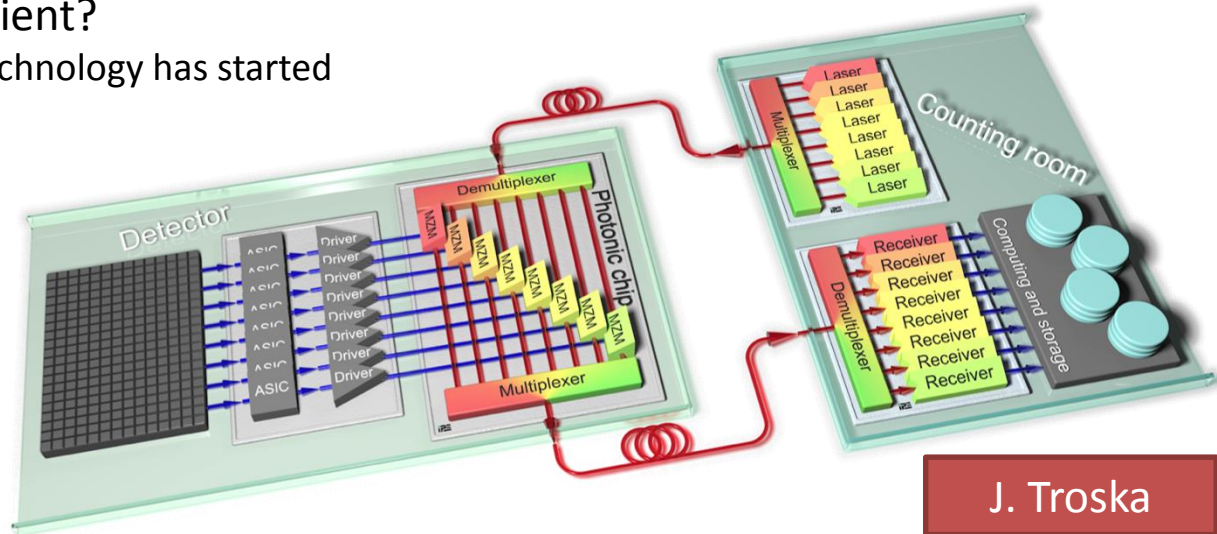 ient?
echnology has started
Detector
ASIC
ASIC
ASIC
ASIC
ASIC
ASIC
ASIC
ASIC
Driver
Driver
Driver
Driver
Driver
Driver
Driver
Driver
Demultiplexer
MZM
MZM
MZM
MZM
MZM
MZM
MZM
MZM
Photonic chip
Multiplexer
Multiplexer
Laser
Laser
Laser
Laser
Laser
Laser
Laser
Laser
Counting room
Demultiplexer
Receiver
Receiver
Receiver
Receiver
Receiver
Receiver
Receiver
Receiver
Computing and storage
J. Troska